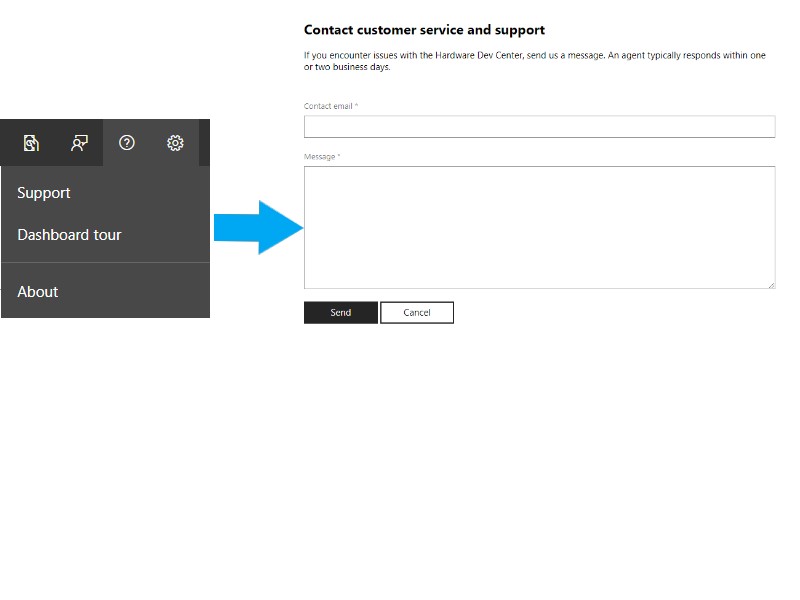 Contact customer service and support
If you encounter issues with the Hardware Dev Center, send us a message. An agent typically responds within one
or two business days.
Contact email *
Message *
Send
Cancel
Support
Dashboard tour
About